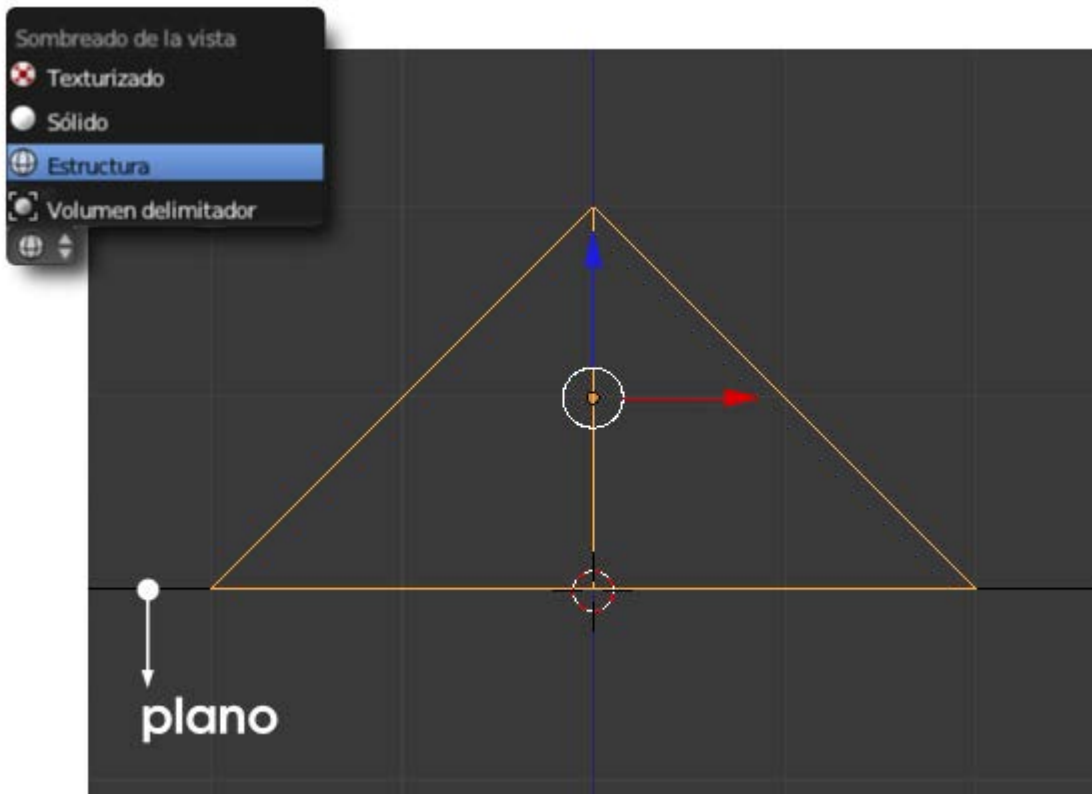 Sombreado de la vista
Texturizado
Sólido
Estructura
Volumen delimitador
plano